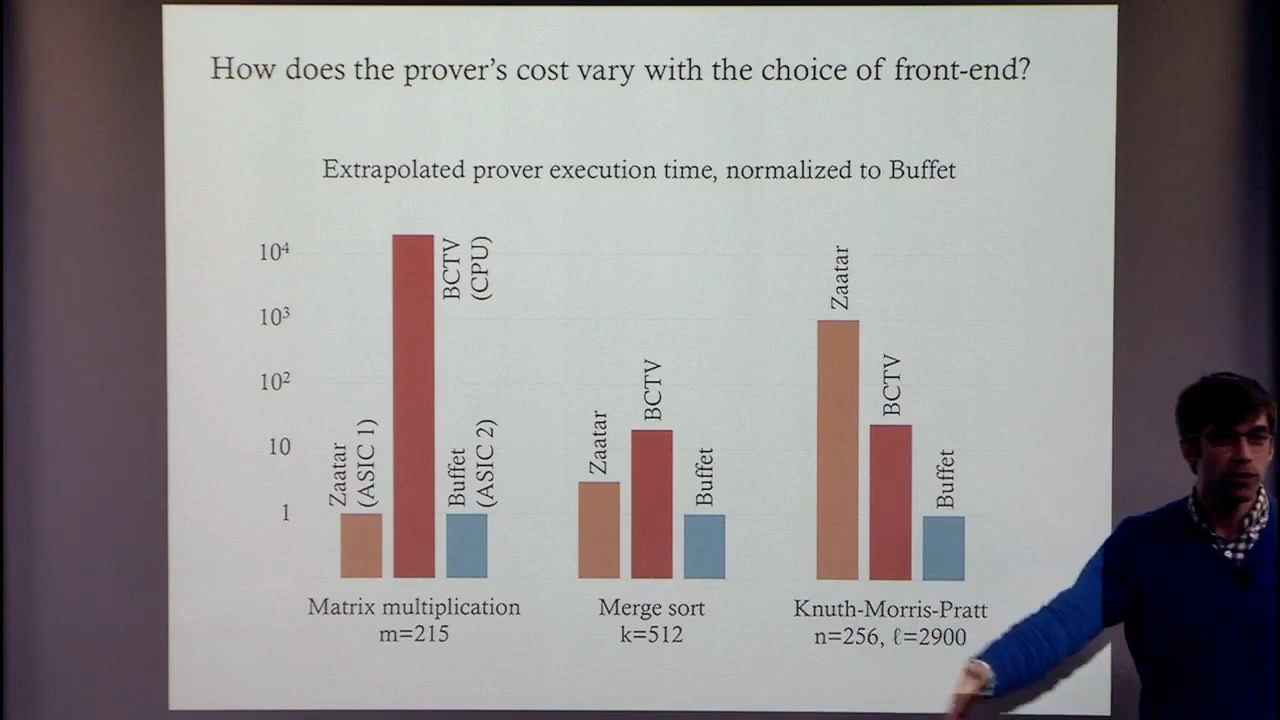 How does the prover's cost vary with the choice of front-end?
Extrapolated prover execution time, normalized to Buffet
10⁴
10³
10²
10
1
Zaatar
(ASIC 1)
BCTV
(CPU)
Buffet
(ASIC 2)
Zaatar
BCTV
Buffet
Zaatar
BCTV
Buffet
Matrix multiplication
m=215
Merge sort
k=512
Knuth-Morris-Pratt
n=256, ℓ=2900